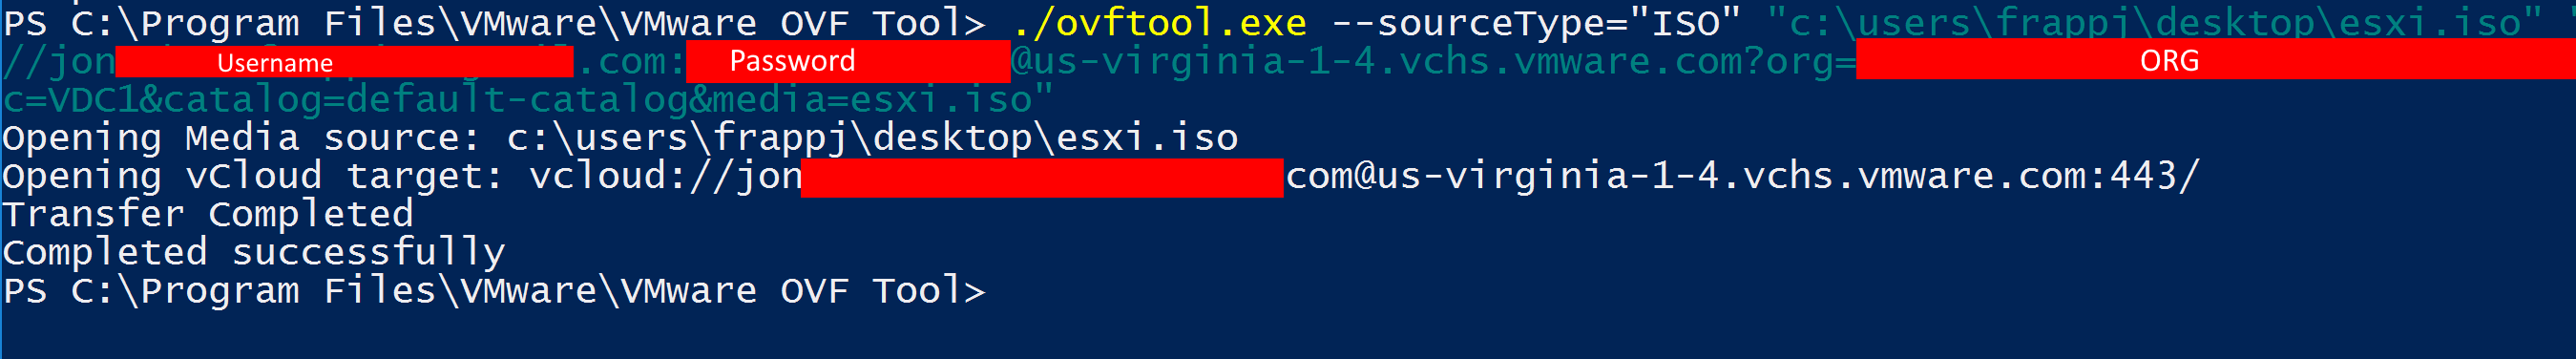 PS C:\Program Files\VMware\VMware OVF Tool> ./ovftool.exe --sourceType="ISO" "c:\users\frappj\desktop\esxi.iso" "
//jon Username .com: Password @us-virginia-1-4.vchs.vmware.com?org= ORG
c=VDC1&catalog=default-catalog&media=esxi.iso"
Opening Media source: c:\users\frappj\desktop\esxi.iso
Opening vCloud target: vcloud://jon com@us-virginia-1-4.vchs.vmware.com:443/
Transfer Completed
Completed successfully
PS C:\Program Files\VMware\VMware OVF Tool>